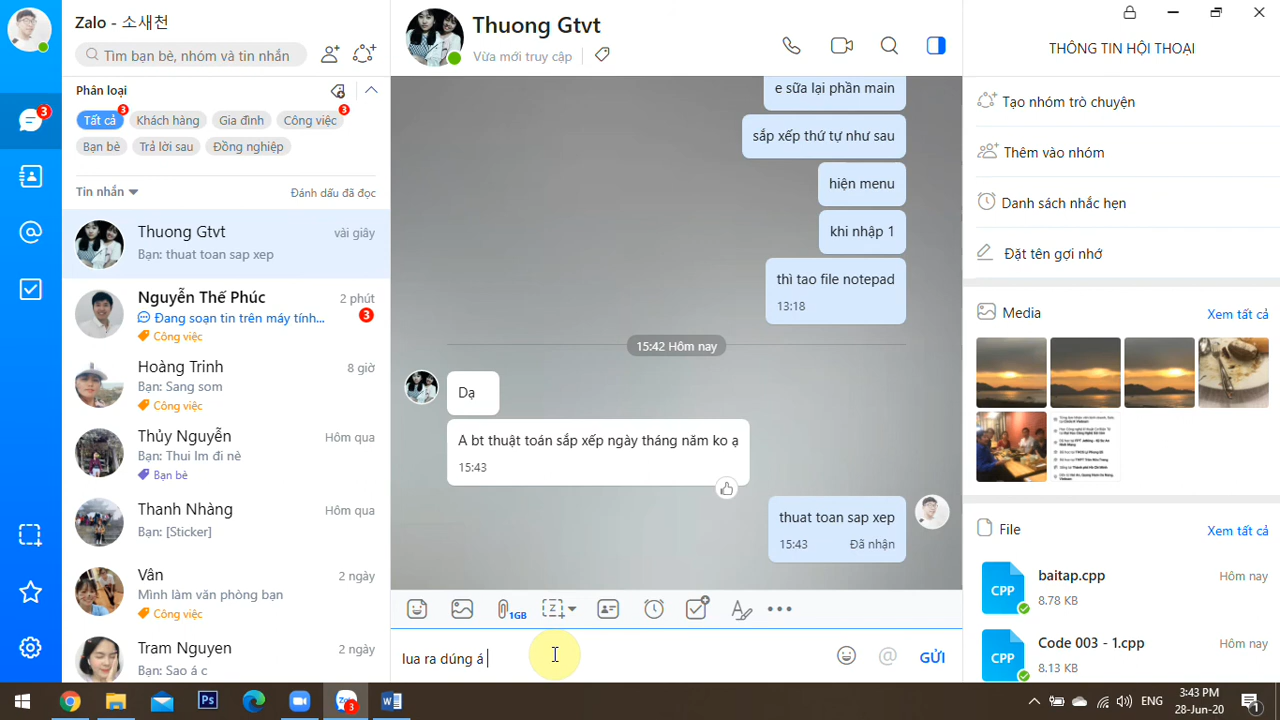 Zalo - 소새천
Tìm bạn bè, nhóm và tin nhắn
Phân loại
Tất cả 3
Khách hàng
Gia đình
Công việc 3
Bạn bè
Trả lời sau
Đồng nghiệp
Tin nhắn
Đánh dấu đã đọc
3
Thuong Gtvt
vài giây
Bạn: thuat toan sap xep
Nguyễn Thế Phúc
2 phút
Đang soạn tin trên máy tính...
3
Công việc
Hoàng Trinh
8 giờ
Bạn: Sang som
Công việc
Thủy Nguyễn
Hôm qua
Bạn: Thui lm đi nè
Bạn bè
Thanh Nhàng
Hôm qua
Bạn: [Sticker]
Vân
2 ngày
Mình làm văn phòng bạn
Công việc
Tram Nguyen
2 ngày
Bạn: Sao á c
Thuong Gtvt
Vừa mới truy cập
e sữa lại phần main
sắp xếp thứ tự như sau
hiện menu
khi nhập 1
thì tao file notepad
13:18
15:42 Hôm nay
Dạ
A bt thuật toán sắp xếp ngày tháng năm ko ạ
15:43
thuat toan sap xep
15:43 Đã nhận
1GB
lua ra dúng á
GỬI
THÔNG TIN HỘI THOẠI
Tạo nhóm trò chuyện
Thêm vào nhóm
Danh sách nhắc hẹn
Đặt tên gợi nhớ
Media
Xem tất cả
File
Xem tất cả
CPP
baitap.cpp
Hôm nay
8.78 KB
CPP
Code 003 - 1.cpp
Hôm nay
8.13 KB
Ps
3
ENG
3:43 PM
28-Jun-20
1